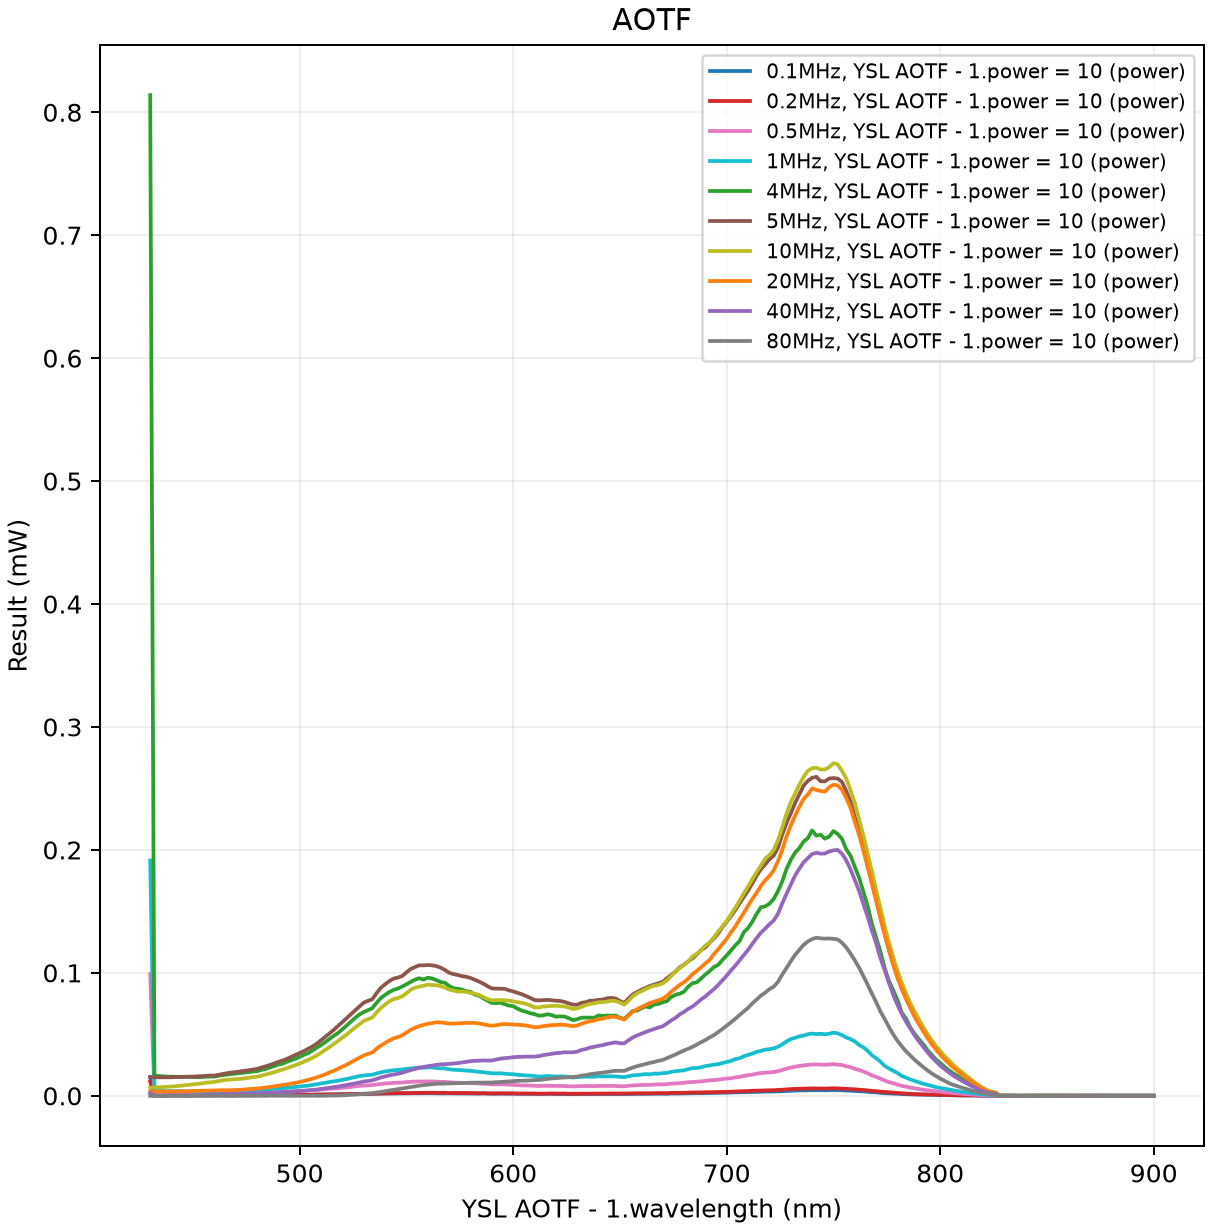 AOTF
0.1MHz, YSL AOTF - 1.power = 10 (power)
0.2MHz, YSL AOTF - 1.power = 10 (power)
0.5MHz, YSL AOTF - 1.power = 10 (power)
1MHz, YSL AOTF - 1.power = 10 (power)
4MHz, YSL AOTF - 1.power = 10 (power)
5MHz, YSL AOTF - 1.power = 10 (power)
10MHz, YSL AOTF - 1.power = 10 (power)
20MHz, YSL AOTF - 1.power = 10 (power)
40MHz, YSL AOTF - 1.power = 10 (power)
80MHz, YSL AOTF - 1.power = 10 (power)
0.8
0.7
0.6
0.5
0.4
0.3
0.2
0.1
0.0
Result (mW)
500 600 700 800 900
YSL AOTF - 1.wavelength (nm)